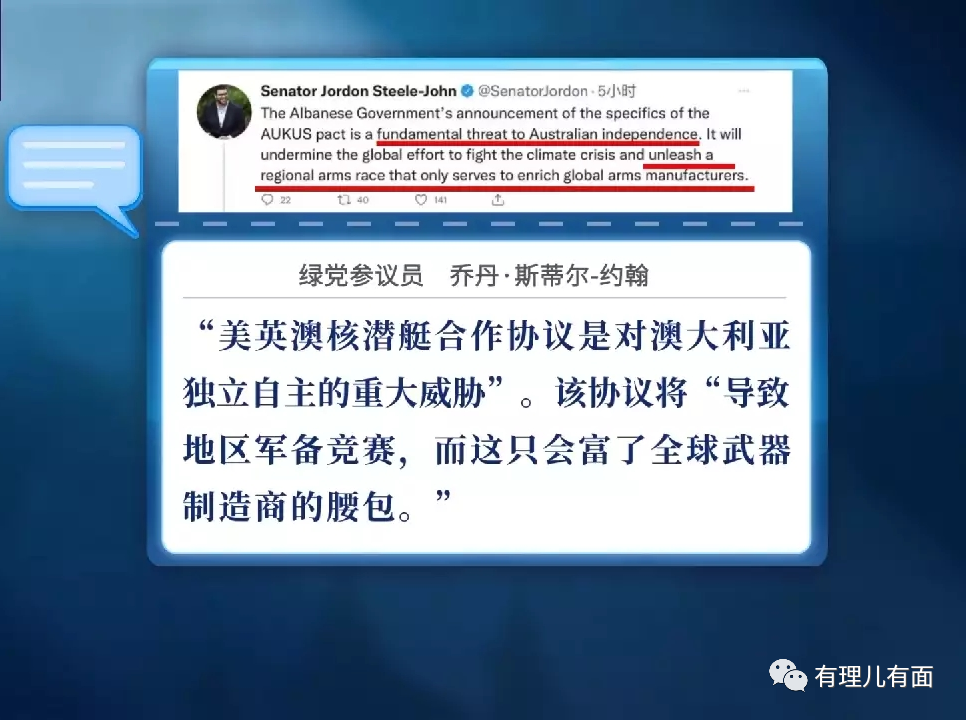 Senator Jordon Steele-John @SenatorJordon · 5小时
The Albanese Government's announcement of the specifics of the
AUKUS pact is a fundamental threat to Australian independence. It will
undermine the global effort to fight the climate crisis and unleash a
regional arms race that only serves to enrich global arms manufacturers.
22 40 141
绿党参议员 乔丹·斯蒂尔-约翰
“美英澳核潜艇合作协议是对澳大利亚
独立自主的重大威胁”。该协议将“导致
地区军备竞赛，而这只会富了全球武器
制造商的腰包。”
有理儿有面